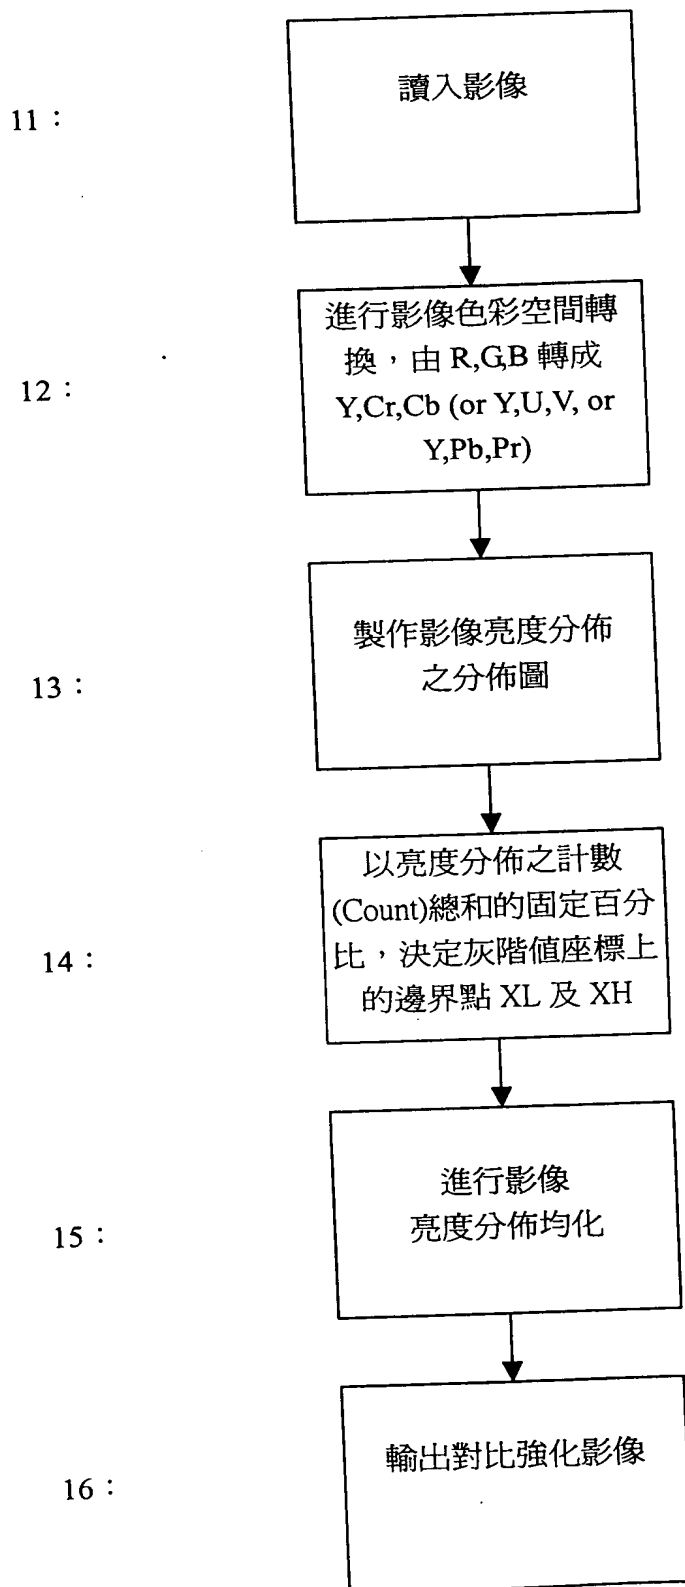 11：
讀入影像
12：
進行影像色彩空間轉
換，由 R,G,B 轉成
Y,Cr,Cb (or Y,U,V, or
Y,Pb,Pr)
13：
製作影像亮度分佈
之分佈圖
14：
以亮度分佈之計數
(Count)總和的固定百分
比，決定灰階值座標上
的邊界點 XL 及 XH
15：
進行影像
亮度分佈均化
16：
輸出對比強化影像